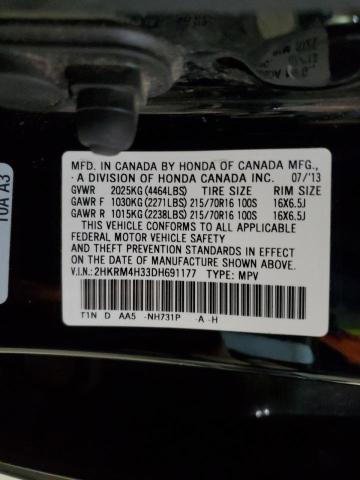 10A A3
MFD. IN CANADA BY HONDA OF CANADA MFG.,
A DIVISION OF HONDA CANADA INC. 07/13
GVWR 2025KG (4464LBS) TIRE SIZE RIM SIZE
GAWR F 1030KG (2271LBS) 215/70R16 100S 16X6.5J
GAWR R 1015KG (2238LBS) 215/70R16 100S 16X6.5J
THIS VEHICLE CONFORMS TO ALL APPLICABLE
FEDERAL MOTOR VEHICLE SAFETY
AND THEFT PREVENTION STANDARDS IN EFFECT
ON THE DATE OF MANUFACTURE SHOWN ABOVE.
V.I.N.: 2HKRM4H33DH691177 TYPE: MPV
T1N D AA5 -NH731P -A -H